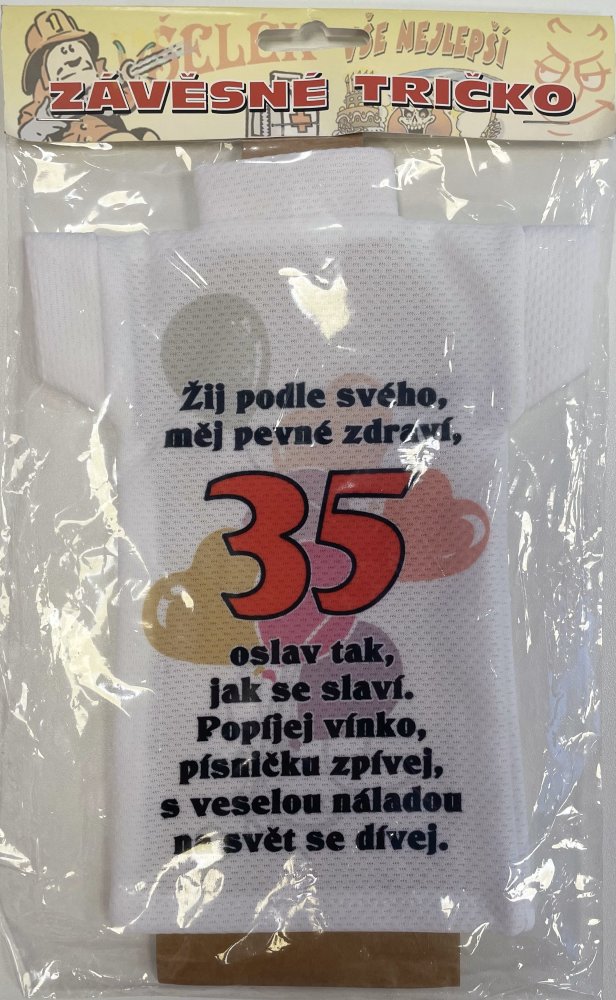 ŠELÉK VŠE NEJLEPŠÍ
ZÁVĚSNÉ TRIČKO
Žij podle svého,
měj pevné zdraví,
35
oslav tak,
jak se slaví.
Popíjej vínko,
písničku zpívej,
s veselou náladou
na svět se dívej.